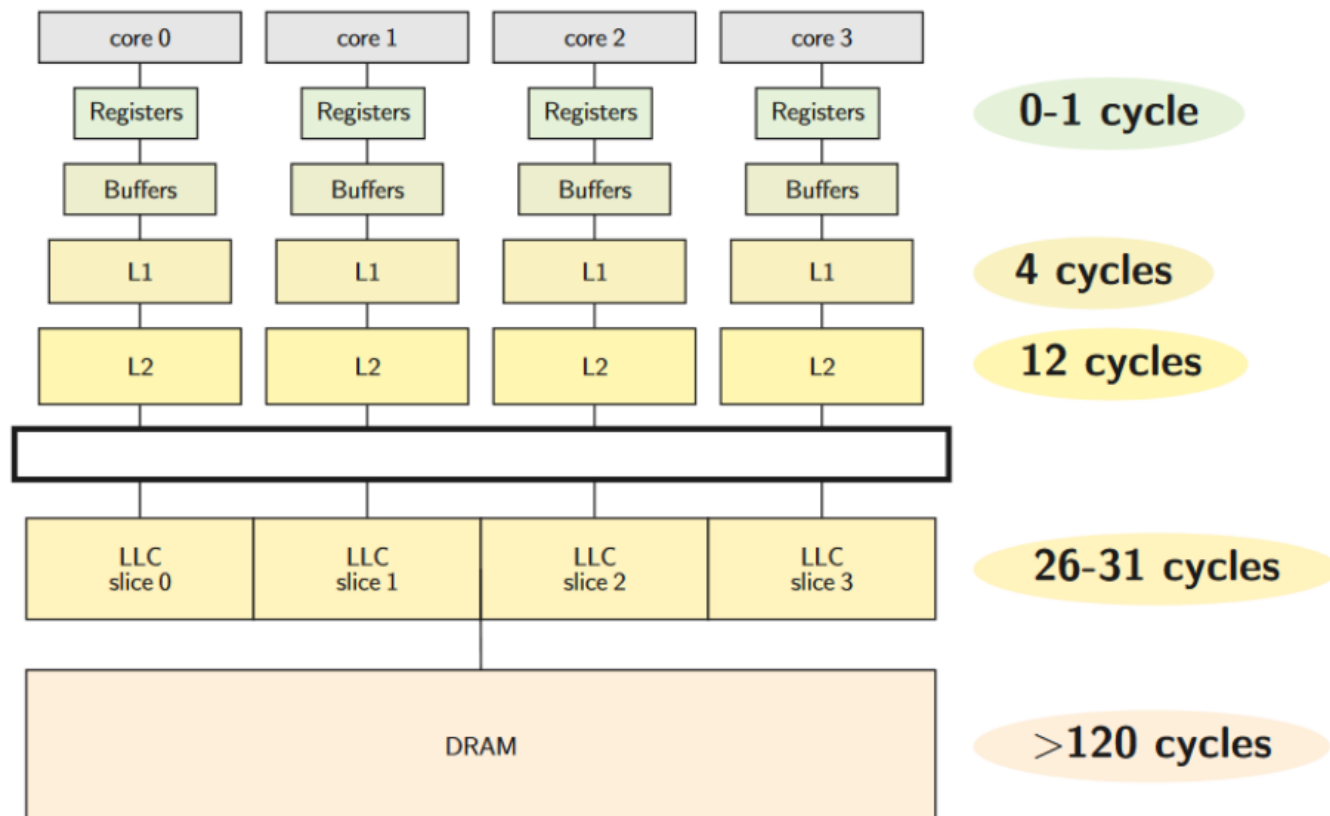 core 0
core 1
core 2
core 3
Registers
Registers
Registers
Registers
0-1 cycle
Buffers
Buffers
Buffers
Buffers
L1
L1
L1
L1
4 cycles
L2
L2
L2
L2
12 cycles
LLC
slice 0
LLC
slice 1
LLC
slice 2
LLC
slice 3
26-31 cycles
DRAM
>120 cycles